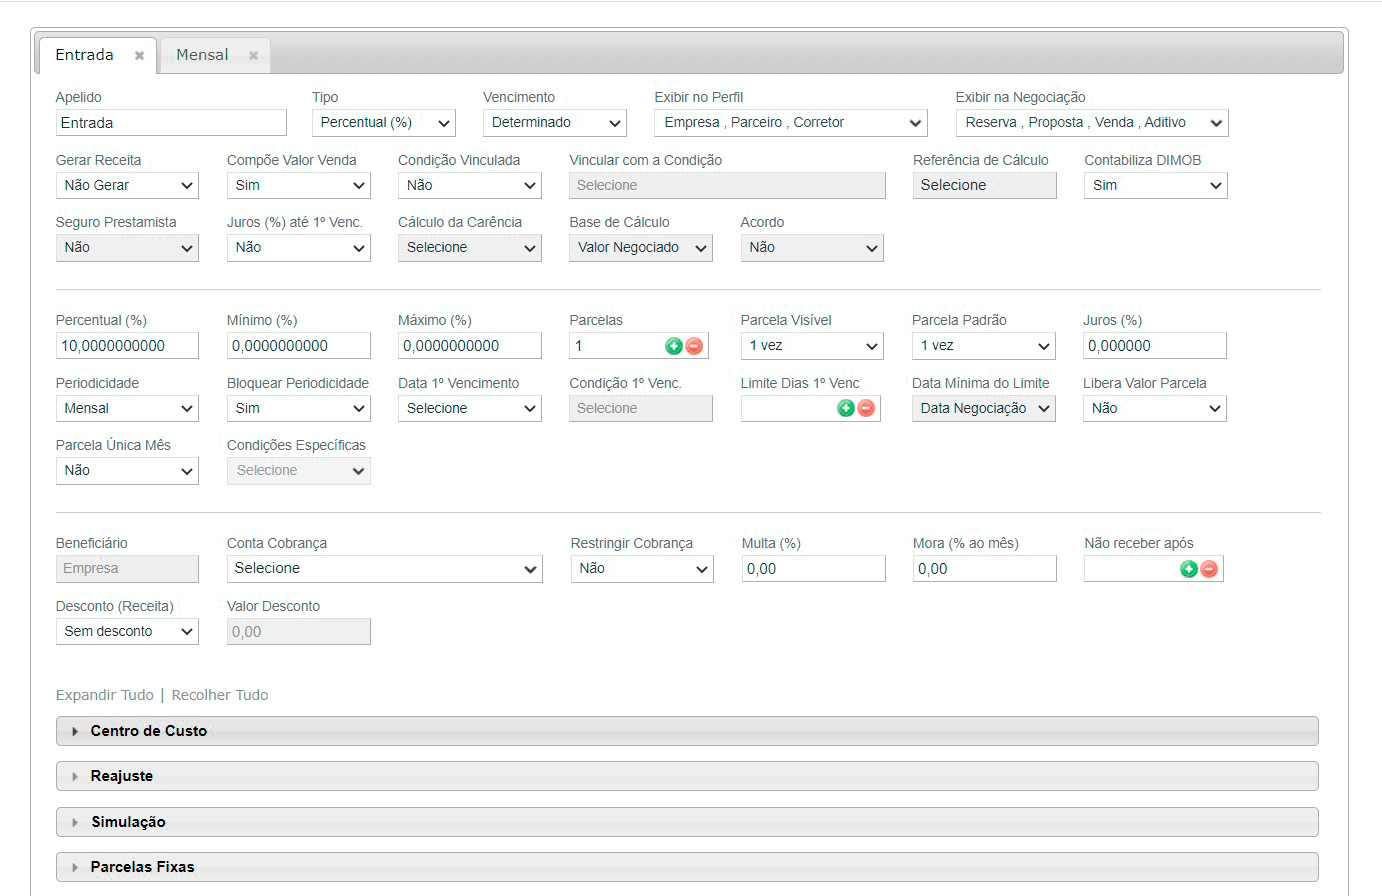 Entrada Mensal
Apelido Tipo Vencimento Exibir no Perfil Exibir na Negociação
Entrada Percentual (%) Determinado Empresa , Parceiro , Corretor Reserva , Proposta , Venda , Aditivo
Gerar Receita Compõe Valor Venda Condição Vinculada Vincular com a Condição Referência de Cálculo Contabiliza DIMOB
Não Gerar Sim Não Selecione Selecione Sim
Seguro Prestamista Juros (%) até 1º Venc. Cálculo da Carência Base de Cálculo Acordo
Não Não Selecione Valor Negociado Não
Percentual (%) Mínimo (%) Máximo (%) Parcelas Parcela Visível Parcela Padrão Juros (%)
10,0000000000 0,0000000000 0,0000000000 1 1 vez 1 vez 0,000000
Periodicidade Bloquear Periodicidade Data 1º Vencimento Condição 1º Venc. Limite Dias 1º Venc Data Mínima do Limite Libera Valor Parcela
Mensal Sim Selecione Selecione Data Negociação Não
Parcela Única Mês Condições Específicas
Não Selecione
Beneficiário Conta Cobrança Restringir Cobrança Multa (%) Mora (% ao mês) Não receber após
Empresa Selecione Não 0,00 0,00
Desconto (Receita) Valor Desconto
Sem desconto 0,00
Expandir Tudo | Recolher Tudo
Centro de Custo
Reajuste
Simulação
Parcelas Fixas